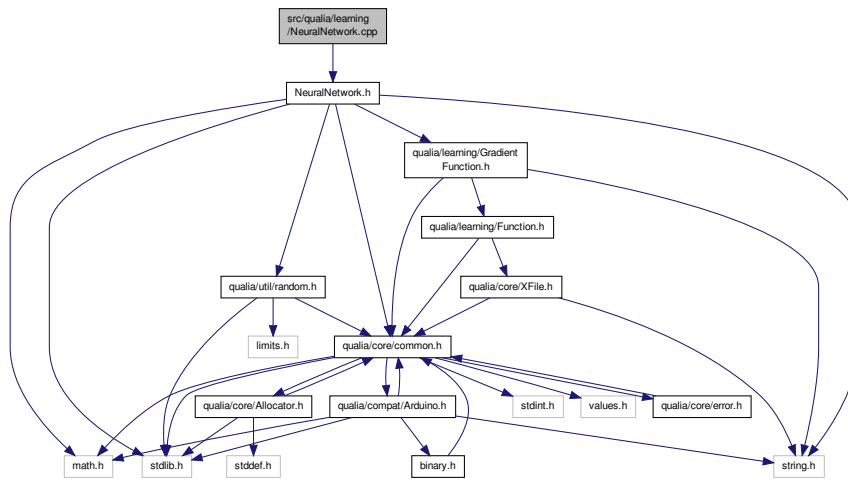 src/qualia/learning
/NeuralNetwork.cpp
NeuralNetwork.h
qualia/learning/Gradient
Function.h
qualia/learning/Function.h
qualia/util/random.h
qualia/core/XFile.h
limits.h
qualia/core/common.h
qualia/core/Allocator.h
qualia/compat/Arduino.h
stdint.h
values.h
qualia/core/error.h
math.h
stdlib.h
stddef.h
binary.h
string.h